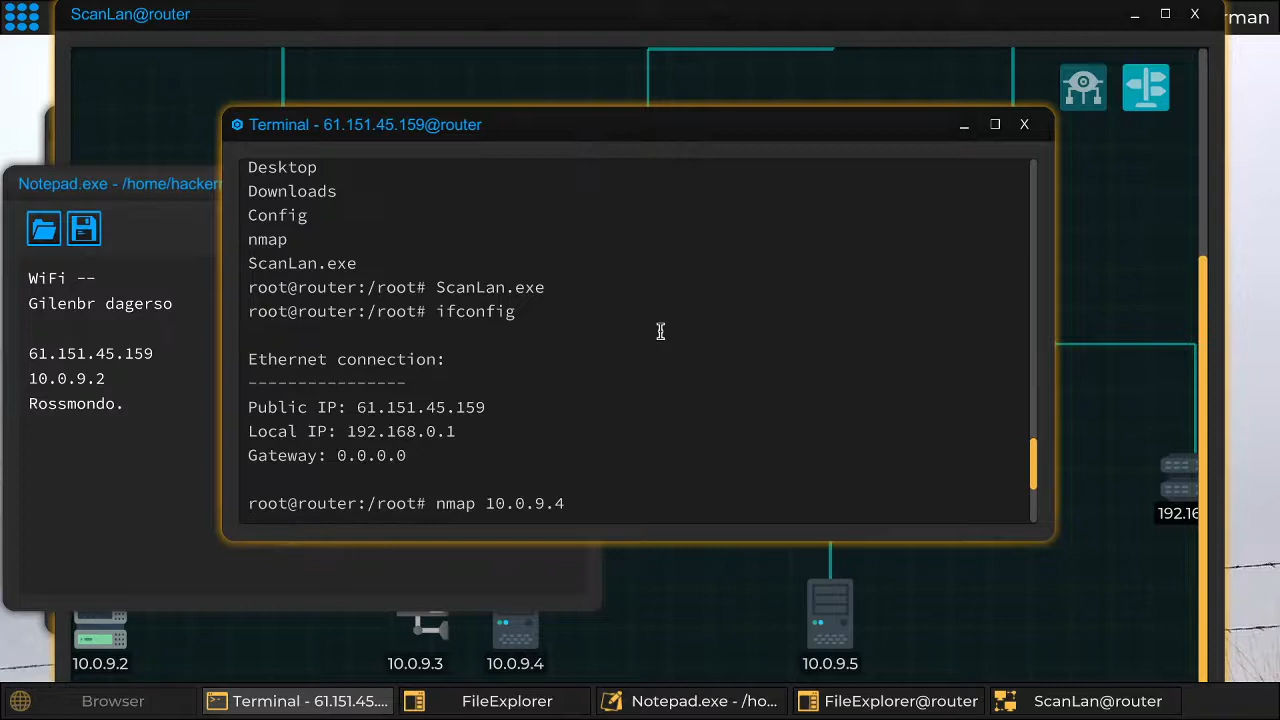 ScanLan@router
rman
Terminal - 61.151.45.159@router
Desktop
Downloads
Config
nmap
ScanLan.exe
root@router:/root# ScanLan.exe
root@router:/root# ifconfig
Ethernet connection:
----------------
Public IP: 61.151.45.159
Local IP: 192.168.0.1
Gateway: 0.0.0.0
root@router:/root# nmap 10.0.9.4
Notepad.exe - /home/hackerm
WiFi --
Gilenbr dagerso
61.151.45.159
10.0.9.2
Rossmondo.
192.16
10.0.9.2
10.0.9.3
10.0.9.4
10.0.9.5
Browser
Terminal - 61.151.45....
FileExplorer
Notepad.exe - /ho...
FileExplorer@router
ScanLan@router